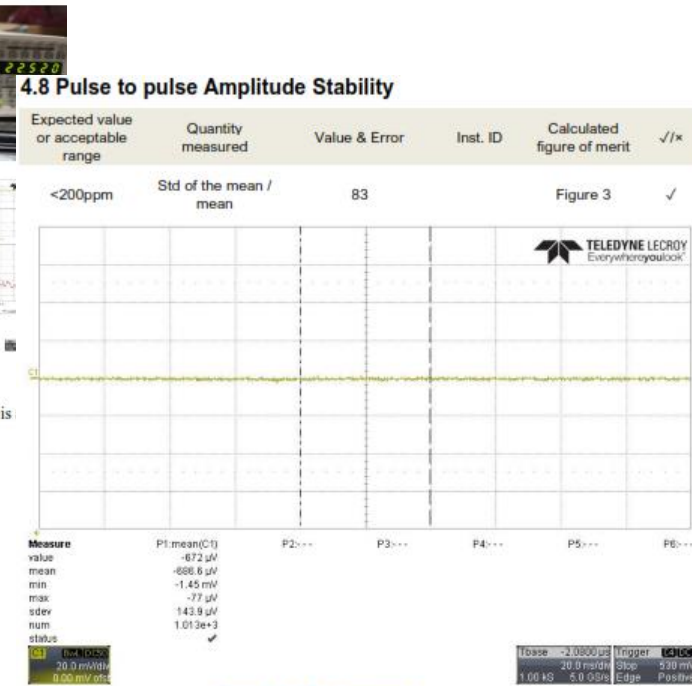 22520
4.8 Pulse to pulse Amplitude Stability
Expected value or acceptable range Quantity measured Value & Error Inst. ID Calculated figure of merit √/×
<200ppm Std of the mean / mean 83 Figure 3 √
TELEDYNE LECROY
Everywhereyoulook
C1
is
Measure P1:mean(C1) P2:- - - P3:- - - P4:- - - P5:- - - P6:- - -
value -672 µV
mean -686.6 µV
min -1.45 mV
max -77 µV
sdev 143.9 µV
num 1.013e+3
status ✓
C1
20.0 mV/div
0.00 mV ofst
Tbase -2.0800 µs Trigger
20.0 ns/div Stop 530 mV
1.00 kS 5.0 GS/s Edge Positive